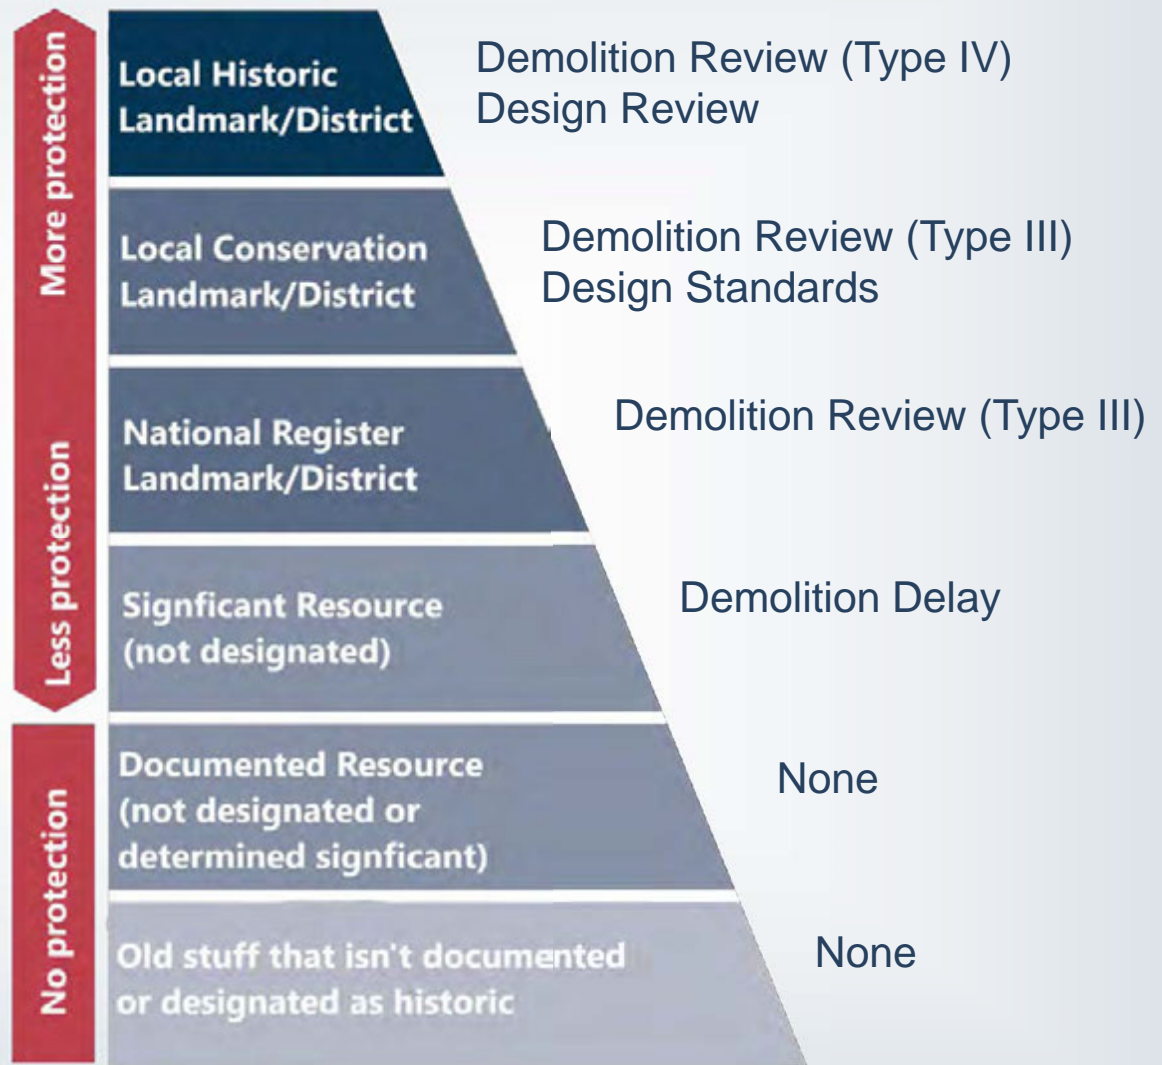 More protection
Less protection
No protection
Local Historic
Landmark/District
Demolition Review (Type IV)
Design Review
Local Conservation
Landmark/District
Demolition Review (Type III)
Design Standards
National Register
Landmark/District
Demolition Review (Type III)
Signficant Resource
(not designated)
Demolition Delay
Documented Resource
(not designated or
determined signficant)
None
Old stuff that isn't documented
or designated as historic
None